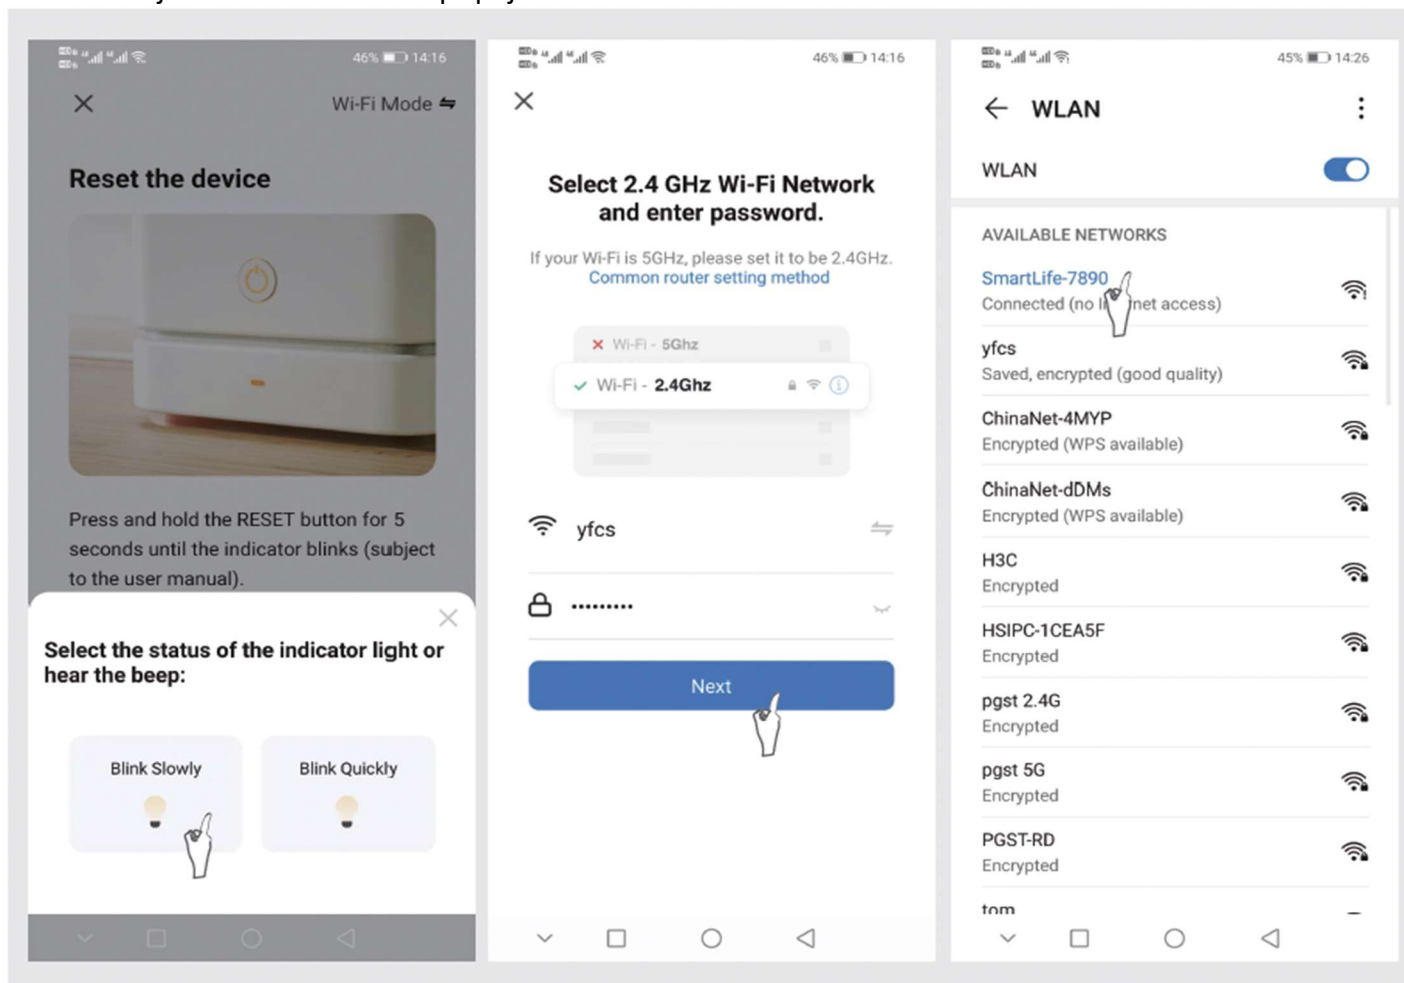 46% 14:16
Wi-Fi Mode
Reset the device
Press and hold the RESET button for 5
seconds until the indicator blinks (subject
to the user manual).
Select the status of the indicator light or
hear the beep:
Blink Slowly
Blink Quickly
46% 14:16
Select 2.4 GHz Wi-Fi Network
and enter password.
If your Wi-Fi is 5GHz, please set it to be 2.4GHz.
Common router setting method
Wi-Fi - 5Ghz
Wi-Fi - 2.4Ghz
yfcs
Next
45% 14:26
WLAN
WLAN
AVAILABLE NETWORKS
SmartLife-7890
Connected (no net access)
yfcs
Saved, encrypted (good quality)
ChinaNet-4MYP
Encrypted (WPS available)
ChinaNet-dDMs
Encrypted (WPS available)
H3C
Encrypted
HSIPC-1CEA5F
Encrypted
pgst 2.4G
Encrypted
pgst 5G
Encrypted
PGST-RD
Encrypted
tom